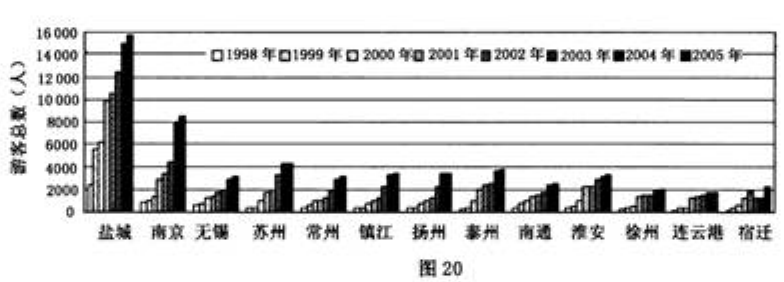 16 000
□1998 年 □1999 年 □2000 年 ■2001 年 ■2002 年 ■2003 年 ■2004 年 ■2005 年
14 000
12 000
10 000
8000
6000
4000
2000
0
游客总数（人）
盐城 南京 无锡 苏州 常州 镇江 扬州 泰州 南通 淮安 徐州 连云港 宿迁
图 20